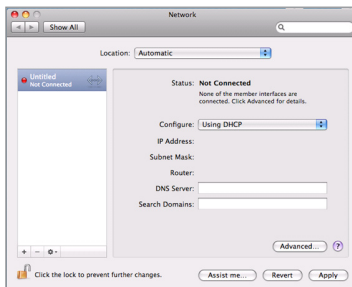 Network
Show All
Location: Automatic
Untitled
Not Connected
Status: Not Connected
None of the member interfaces are
connected. Click Advanced for details.
Configure: Using DHCP
IP Address:
Subnet Mask:
Router:
DNS Server:
Search Domains:
Advanced... ?
+ −
Click the lock to prevent further changes.
Assist me... Revert Apply